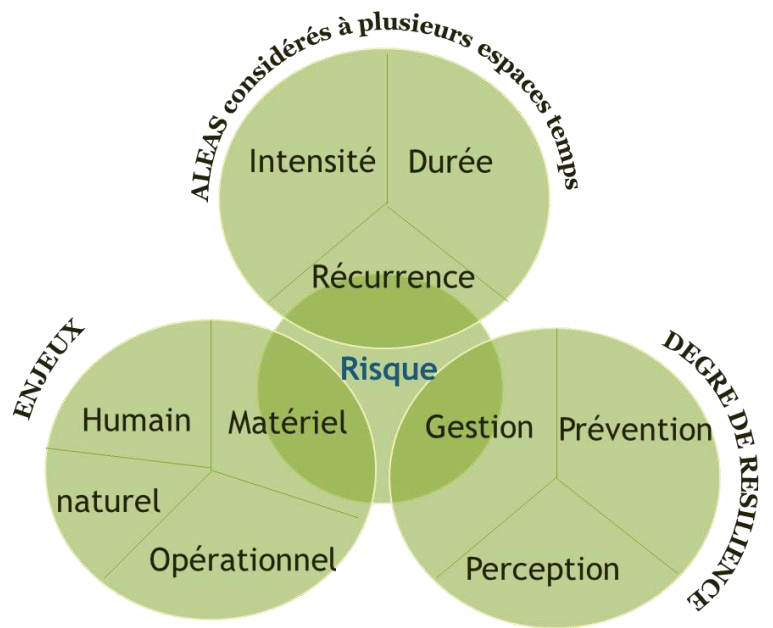 ALEAS considérés à plusieurs espaces temps
Intensité
Durée
Récurrence
Risque
ENJEUX
Humain
Matériel
naturel
Opérationnel
DEGRE DE RESILIENCE
Gestion
Prévention
Perception